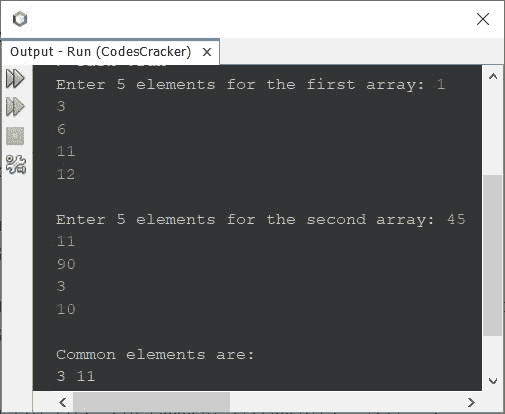 Output - Run (CodesCracker) ×
Enter 5 elements for the first array: 1
3
6
11
12
Enter 5 elements for the second array: 45
11
90
3
10
Common elements are:
3 11